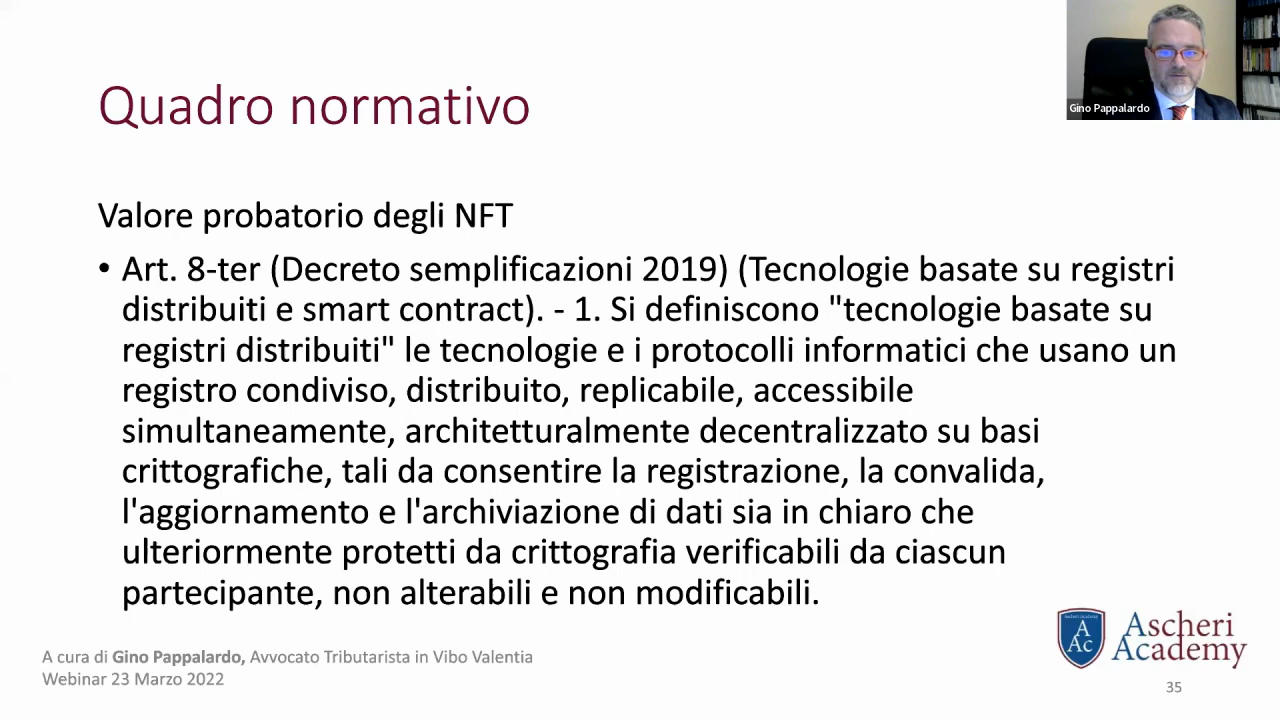 Gino Pappalardo
Quadro normativo
Valore probatorio degli NFT
• Art. 8-ter (Decreto semplificazioni 2019) (Tecnologie basate su registri
distribuiti e smart contract). - 1. Si definiscono "tecnologie basate su
registri distribuiti" le tecnologie e i protocolli informatici che usano un
registro condiviso, distribuito, replicabile, accessibile
simultaneamente, architetturalmente decentralizzato su basi
crittografiche, tali da consentire la registrazione, la convalida,
l'aggiornamento e l'archiviazione di dati sia in chiaro che
ulteriormente protetti da crittografia verificabili da ciascun
partecipante, non alterabili e non modificabili.
A cura di Gino Pappalardo, Avvocato Tributarista in Vibo Valentia
Webinar 23 Marzo 2022
Ascheri Academy
A
Ac
Ascheri
Academy
35